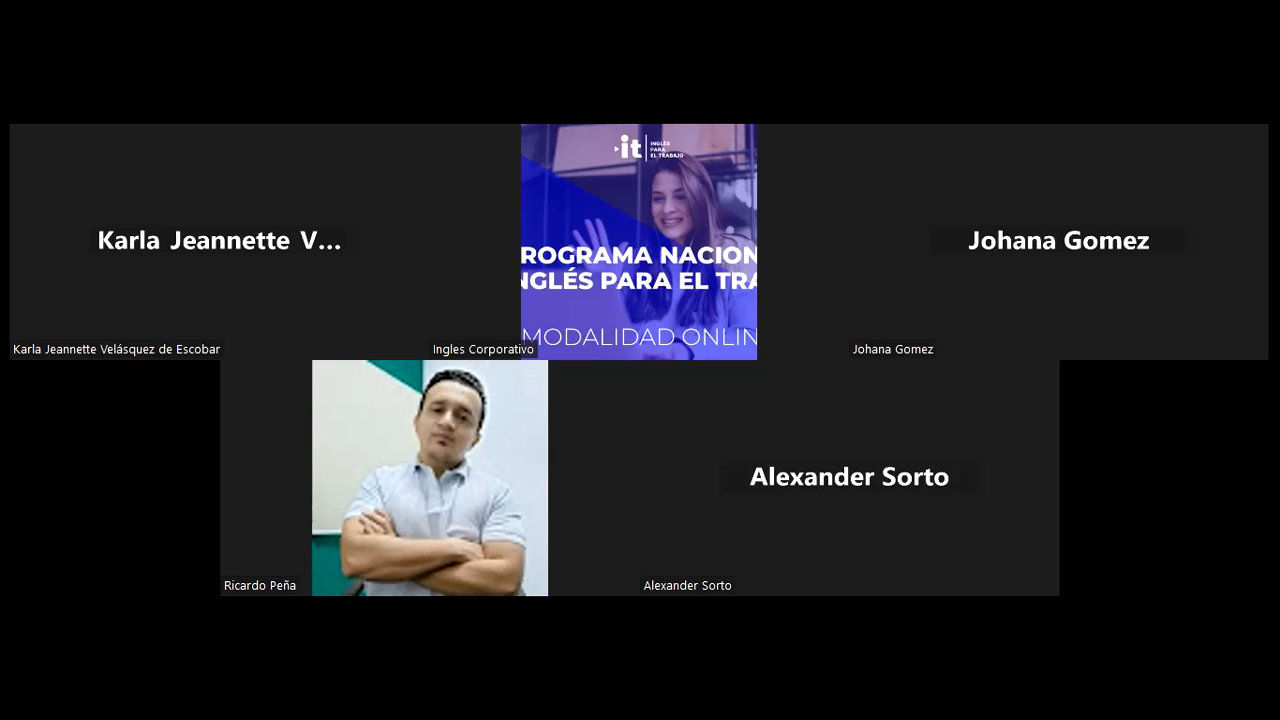 it
INGLÉS
PARA
EL TRABAJO
Karla Jeannette V...
ROGRAMA NACION
NGLÉS PARA EL TRA
MODALIDAD ONLIN
Johana Gomez
Karla Jeannette Velásquez de Escobar
Ingles Corporativo
Johana Gomez
Alexander Sorto
Ricardo Peña
Alexander Sorto